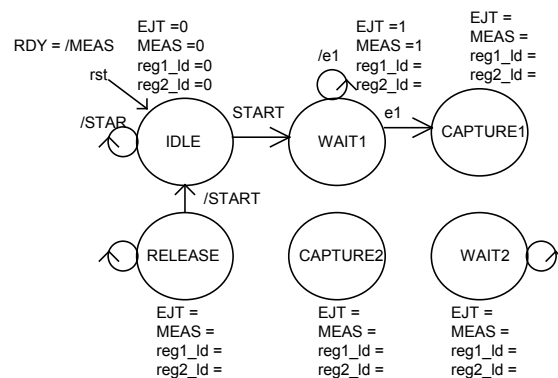 EJT =0
MEAS =0
reg1_ld =0
reg2_ld =0
EJT =1
MEAS =1
reg1_ld =
reg2_ld =
EJT =
MEAS =
reg1_ld =
reg2_ld =
RDY = /MEAS
rst
/e1
/STAR
START
e1
IDLE
WAIT1
CAPTURE1
/START
RELEASE
CAPTURE2
WAIT2
EJT =
MEAS =
reg1_ld =
reg2_ld =
EJT =
MEAS =
reg1_ld =
reg2_ld =
EJT =
MEAS =
reg1_ld =
reg2_ld =